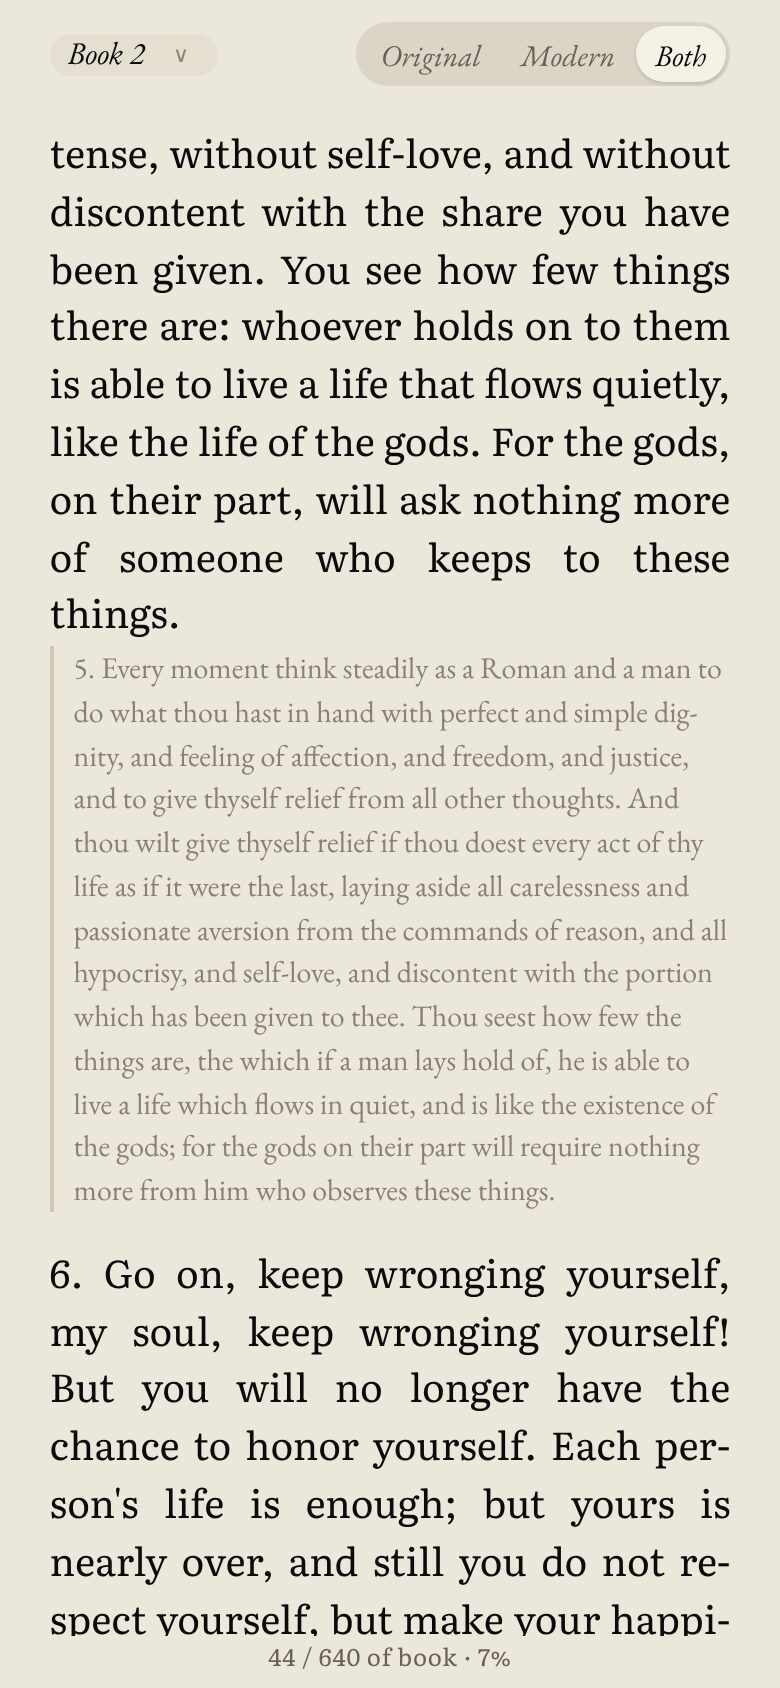 Book 2 ∨
Original Modern Both
tense, without self-love, and without
discontent with the share you have
been given. You see how few things
there are: whoever holds on to them
is able to live a life that flows quietly,
like the life of the gods. For the gods,
on their part, will ask nothing more
of someone who keeps to these
things.
5. Every moment think steadily as a Roman and a man to
do what thou hast in hand with perfect and simple dig-
nity, and feeling of affection, and freedom, and justice,
and to give thyself relief from all other thoughts. And
thou wilt give thyself relief if thou doest every act of thy
life as if it were the last, laying aside all carelessness and
passionate aversion from the commands of reason, and all
hypocrisy, and self-love, and discontent with the portion
which has been given to thee. Thou seest how few the
things are, the which if a man lays hold of, he is able to
live a life which flows in quiet, and is like the existence of
the gods; for the gods on their part will require nothing
more from him who observes these things.
6. Go on, keep wronging yourself,
my soul, keep wronging yourself!
But you will no longer have the
chance to honor yourself. Each per-
son's life is enough; but yours is
nearly over, and still you do not re-
spect yourself, but make your happi-
44 / 640 of book · 7%